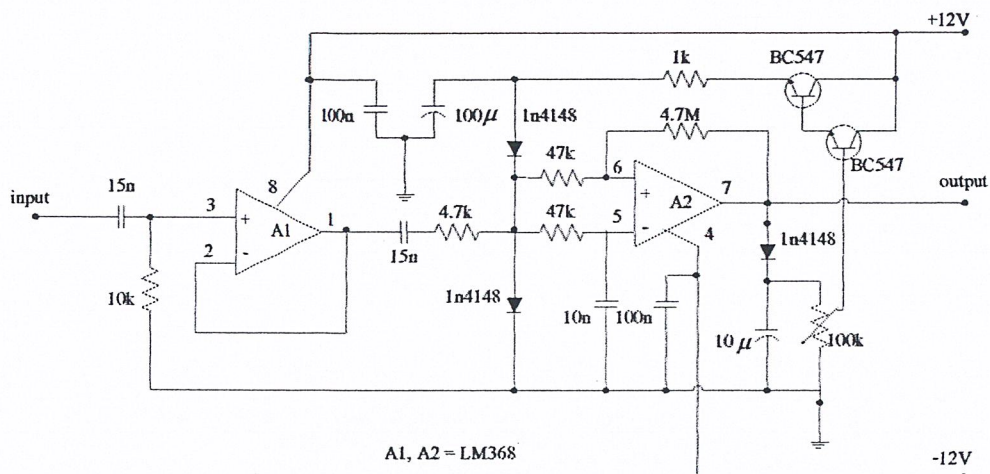 +12V
1k
BC547
100n
100μ
1n4148
4.7M
BC547
47k
15n
8
6
7
input
output
3
+
A1
1
4.7k
+
A2
2
-
15n
47k
5
-
4
1n4148
10k
1n4148
10n
100n
10μ
100k
A1, A2 = LM368
-12V